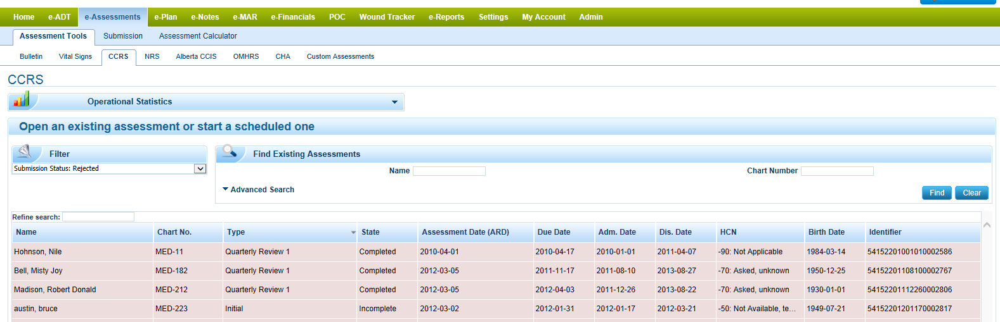 Home e-ADT e-Assessments e-Plan e-Notes e-MAR e-Financials POC Wound Tracker e-Reports Settings My Account Admin
Assessment Tools Submission Assessment Calculator
Bulletin Vital Signs CCRS NRS Alberta CCIS OMHRS CHA Custom Assessments
CCRS
Operational Statistics
Open an existing assessment or start a scheduled one
Filter Find Existing Assessments
Submission Status: Rejected Name Chart Number
Advanced Search Find Clear
Refine search:
Name Chart No. Type State Assessment Date (ARD) Due Date Adm. Date Dis. Date HCN Birth Date Identifier
Hohnson, Nile MED-11 Quarterly Review 1 Completed 2010-04-01 2010-04-17 2010-01-01 2011-04-07 -90: Not Applicable 1984-03-14 54152201001010002586
Bell, Misty Joy MED-182 Quarterly Review 1 Completed 2012-03-05 2011-11-17 2011-08-10 2013-08-27 -70: Asked, unknown 1950-12-25 54152201108100002767
Madison, Robert Donald MED-212 Quarterly Review 1 Completed 2012-03-05 2012-04-03 2011-12-26 2013-08-22 -70: Asked, unknown 1930-01-01 54152201112260002806
austin, bruce MED-223 Initial Incomplete 2012-03-02 2012-01-31 2012-01-17 2012-03-21 -50: Not Available, te... 1949-07-21 54152201201170002817